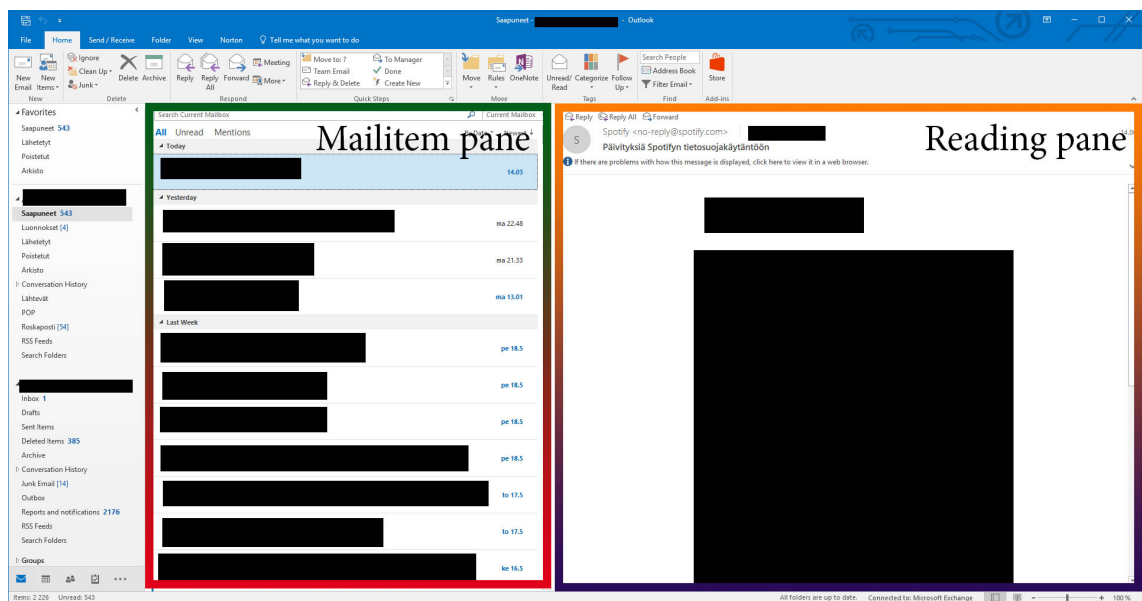 Saapuneet - - Outlook
File Home Send / Receive Folder View Norton Tell me what you want to do
New Email
New Items
Ignore
Clean Up
Junk
Delete
Archive
Reply
Reply All
Forward
Meeting
More
Move to: ?
Team Email
Reply & Delete
To Manager
Done
Create New
Move
Rules
OneNote
Unread/ Read
Categorize
Follow Up
Search People
Address Book
Filter Email
Store
New Delete Respond Quick Steps Move Tags Find Add-ins
Favorites
Saapuneet 543
Lähetetyt
Poistetut
Arkisto
Saapuneet 543
Luonnokset [4]
Lähetetyt
Poistetut
Arkisto
Conversation History
Lähtevät
POP
Roskaposti [54]
RSS Feeds
Search Folders
Inbox 1
Drafts
Sent Items
Deleted Items 385
Archive
Conversation History
Junk Email [14]
Outbox
Reports and notifications 2176
RSS Feeds
Search Folders
Groups
Search Current Mailbox Current Mailbox
All Unread Mentions By Date Newest
Mailitem pane
Today
14.03
Yesterday
ma 22.48
ma 21.33
ma 13.01
Last Week
pe 18.5
pe 18.5
pe 18.5
pe 18.5
to 17.5
to 17.5
ke 16.5
Reply Reply All Forward
S
Spotify <no-reply@spotify.com>
Päivityksiä Spotifyn tietosuojakäytäntöön
If there are problems with how this message is displayed, click here to view it in a web browser.
Reading pane
Items: 2 226 Unread: 543
All folders are up to date. Connected to: Microsoft Exchange 100 %